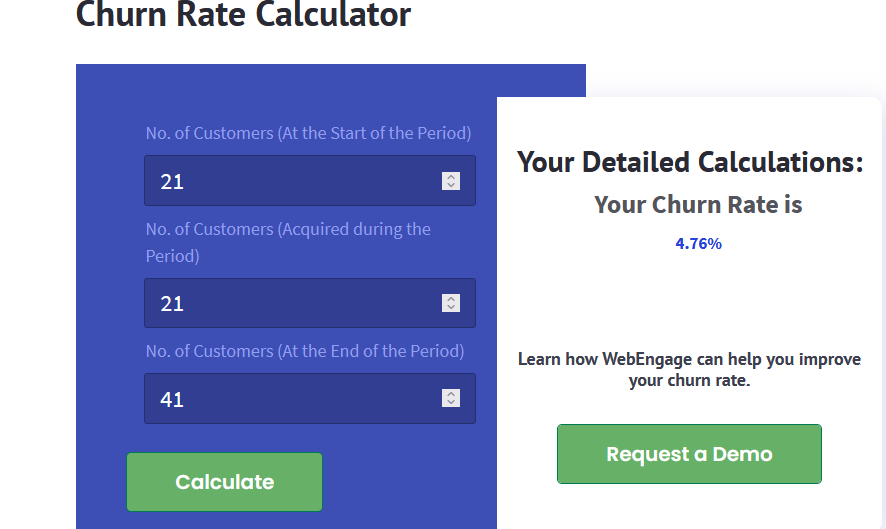 Churn Rate Calculator
No. of Customers (At the Start of the Period)
21
No. of Customers (Acquired during the
Period)
21
No. of Customers (At the End of the Period)
41
Calculate
Your Detailed Calculations:
Your Churn Rate is
4.76%
Learn how WebEngage can help you improve
your churn rate.
Request a Demo